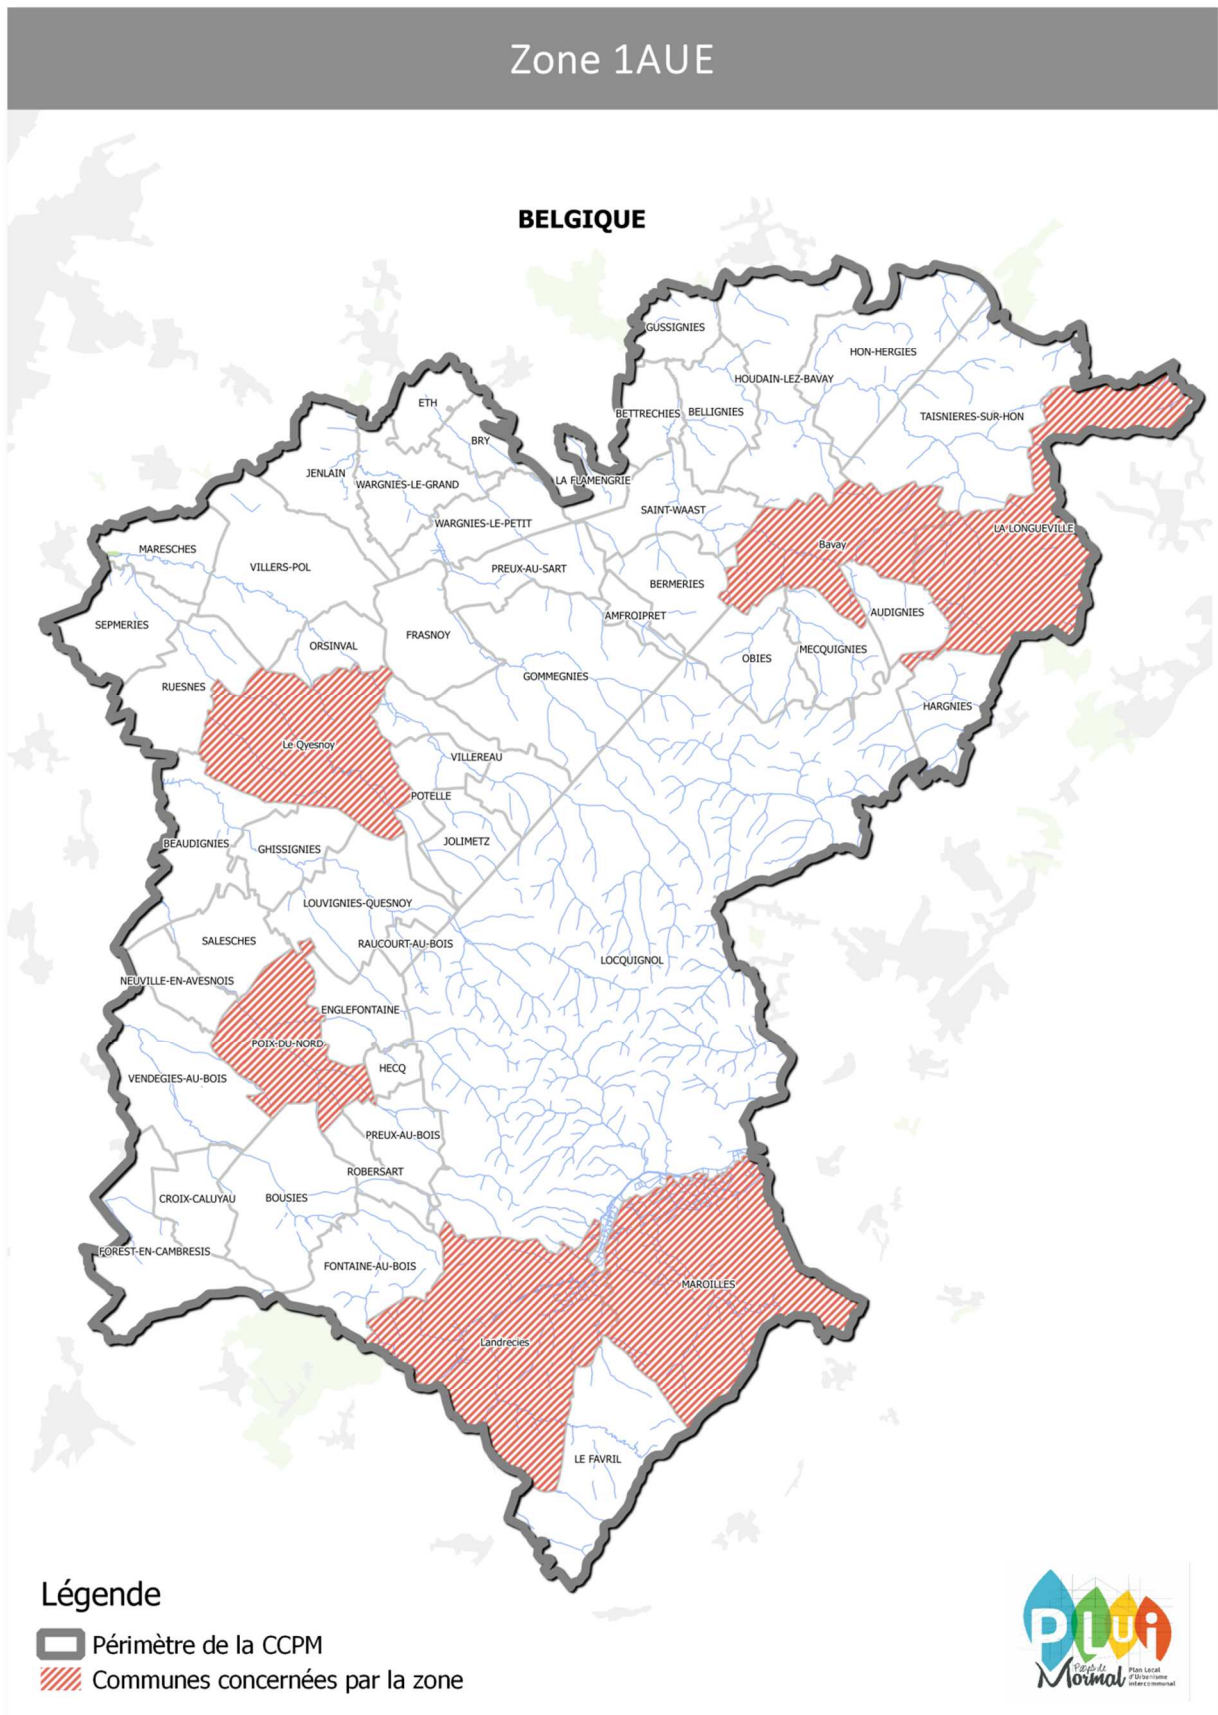 Zone 1AUE
BELGIQUE
GUSSIGNIES
HON-HERGIES
HOUDAIN-LEZ-BAVAY
ETH
BETTRECHIES
BELLIGNIES
TAISNIERES-SUR-HON
BRY
JENLAIN
WARGNIES-LE-GRAND
LA FLAMENGRIE
SAINT-WAAST
WARGNIES-LE-PETIT
LA LONGUEVILLE
Bavay
MARESCHES
VILLERS-POL
PREUX-AU-SART
BERMERIES
AUDIGNIES
AMFROIPRET
SEPMERIES
FRASNOY
ORSINVAL
MECQUIGNIES
OBIES
GOMMEGNIES
RUESNES
HARGNIES
Le Qyesnoy
VILLEREAU
POTELLE
BEAUDIGNIES
GHISSIGNIES
JOLIMETZ
LOUVIGNIES-QUESNOY
SALESCHES
RAUCOURT-AU-BOIS
LOCQUIGNOL
NEUVILLE-EN-AVESNOIS
ENGLEFONTAINE
POIX-DU-NORD
HECQ
VENDEGIES-AU-BOIS
PREUX-AU-BOIS
ROBERSART
CROIX-CALUYAU
BOUSIES
FOREST-EN-CAMBRESIS
FONTAINE-AU-BOIS
MAROILLES
Landrecies
LE FAVRIL
Légende
Périmètre de la CCPM
Communes concernées par la zone
PLUi
Pays de
Mormal
Plan Local
d'Urbanisme
intercommunal